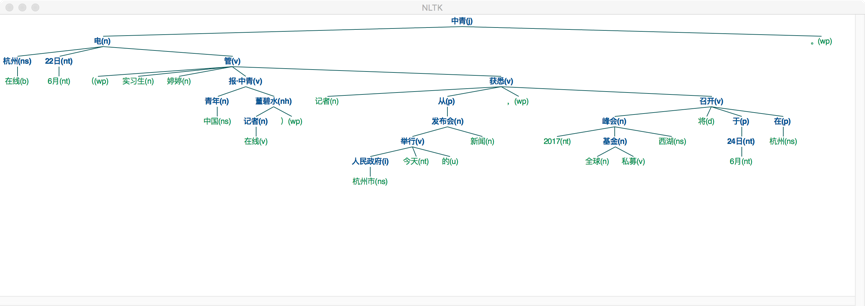 NLTK
中青(j)
电(n) 。(wp)
杭州(ns) 22日(nt) 管(v)
在线(b) 6月(nt) ((wp) 实习生(n) 婷婷(n) 报·中青(v) 获悉(v)
青年(n) 董碧水(nh) 记者(n) 从(p) ，(wp) 召开(v)
中国(ns) 记者(n) ）(wp) 发布会(n) 峰会(n) 将(d) 于(p) 在(p)
在线(v) 举行(v) 新闻(n) 2017(nt) 基金(n) 西湖(ns) 24日(nt) 杭州(ns)
人民政府(i) 今天(nt) 的(u) 全球(n) 私募(v) 6月(nt)
杭州市(ns)